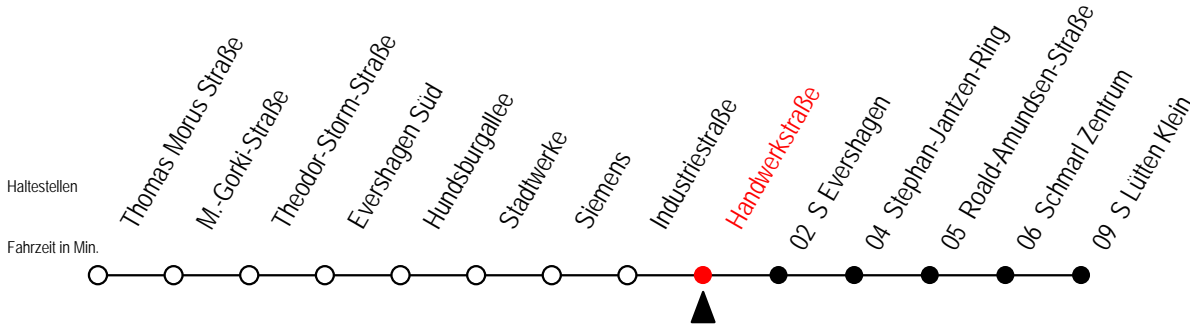 Haltestellen
Fahrzeit in Min.
Thomas Morus Straße
M.-Gorki-Straße
Theodor-Storm-Straße
Evershagen Süd
Hundsburgallee
Stadtwerke
Siemens
Industriestraße
Handwerkstraße
02 S Evershagen
04 Stephan-Jantzen-Ring
05 Roald-Amundsen-Straße
06 Schmarl Zentrum
09 S Lütten Klein